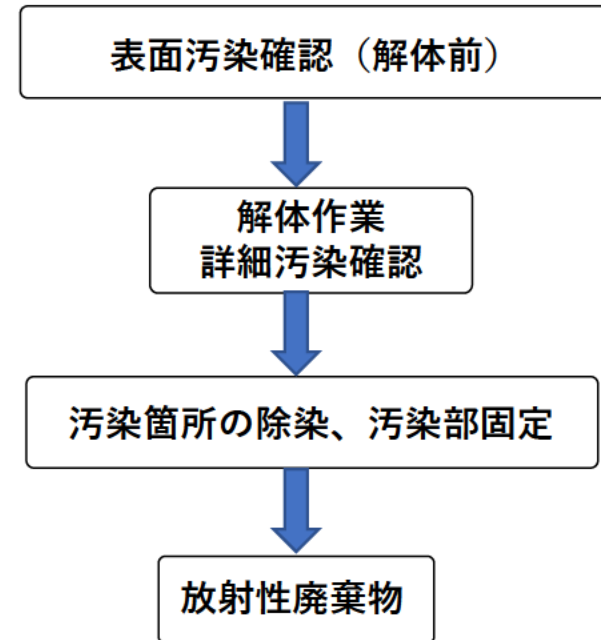 表面汚染確認（解体前）
解体作業
詳細汚染確認
汚染箇所の除染、汚染部固定
放射性廃棄物